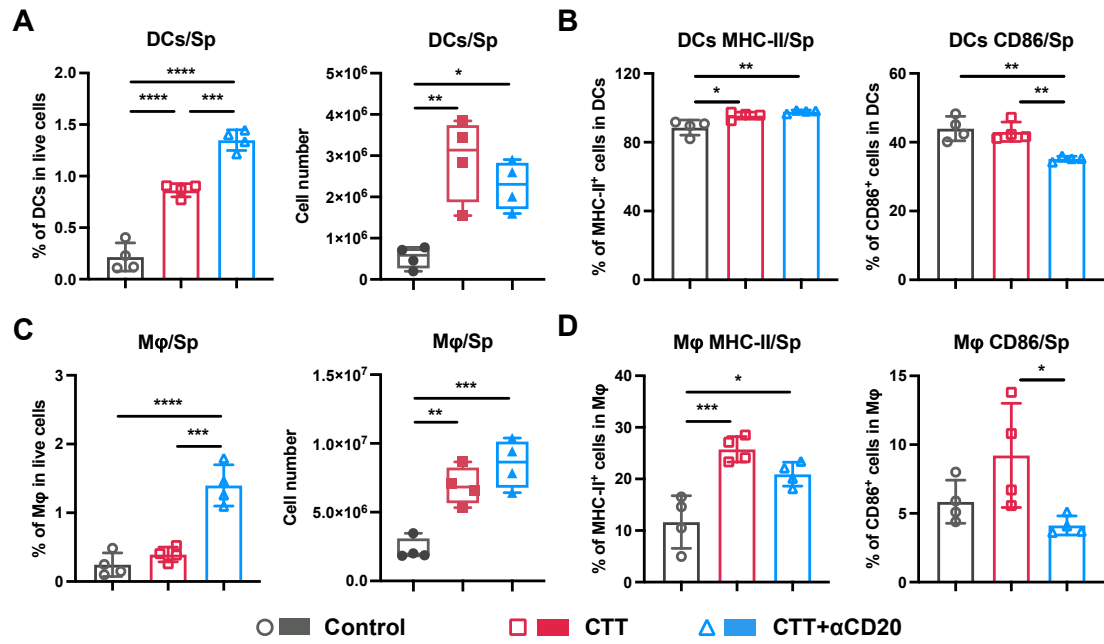 A
DCs/Sp
% of DCs in live cells
2.0
1.5
1.0
0.5
0.0
****
****
***
DCs/Sp
Cell number
5×10⁶
4×10⁶
3×10⁶
2×10⁶
1×10⁶
0
*
**
B
DCs MHC-II/Sp
% of MHC-II⁺ cells in DCs
120
80
40
0
**
*
DCs CD86/Sp
% of CD86⁺ cells in DCs
60
40
20
0
**
**
C
Mφ/Sp
% of Mφ in live cells
3
2
1
0
****
***
Mφ/Sp
Cell number
1.5×10⁷
1.0×10⁷
5.0×10⁶
0.0
***
**
D
Mφ MHC-II/Sp
% of MHC-II⁺ cells in Mφ
40
30
20
10
0
*
***
Mφ CD86/Sp
% of CD86⁺ cells in Mφ
15
10
5
0
*
Control
CTT
CTT+αCD20